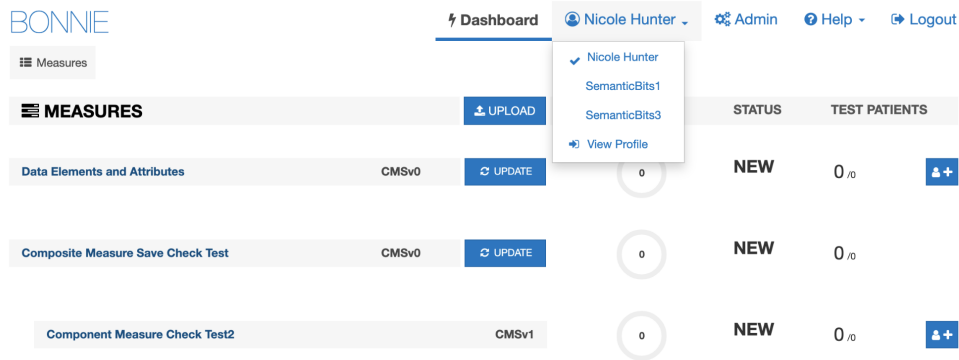 BONNIE
Dashboard
Nicole Hunter
Admin
Help
Logout
Nicole Hunter
SemanticBits1
SemanticBits3
View Profile
Measures
MEASURES
UPLOAD
STATUS
TEST PATIENTS
Data Elements and Attributes CMSv0 UPDATE 0 NEW 0 /0
Composite Measure Save Check Test CMSv0 UPDATE 0 NEW 0 /0
Component Measure Check Test2 CMSv1 0 NEW 0 /0